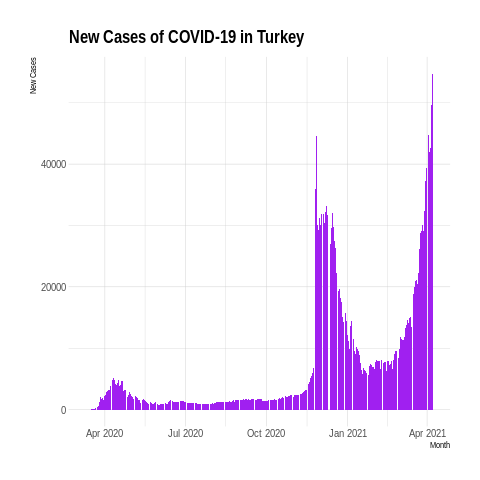 New Cases of COVID-19 in Turkey
New Cases
40000
20000
0
Apr 2020 Jul 2020 Oct 2020 Jan 2021 Apr 2021
Month